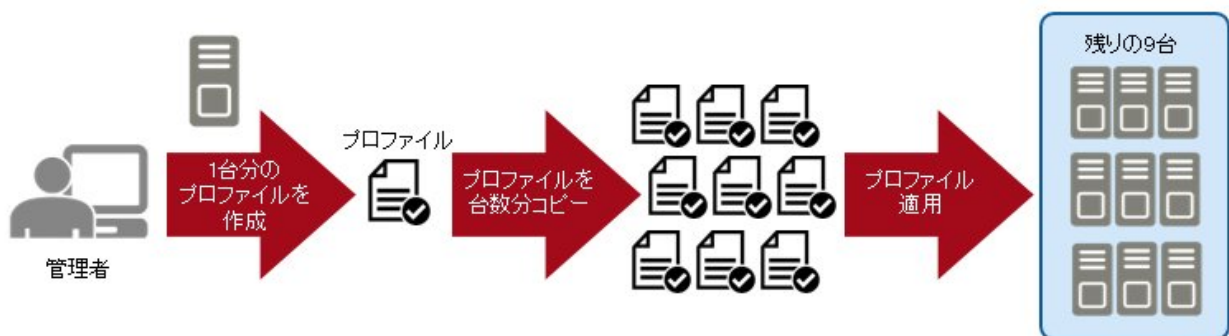 管理者
1台分の
プロファイルを
作成
プロファイル
プロファイルを
台数分コピー
プロファイル
適用
残りの9台